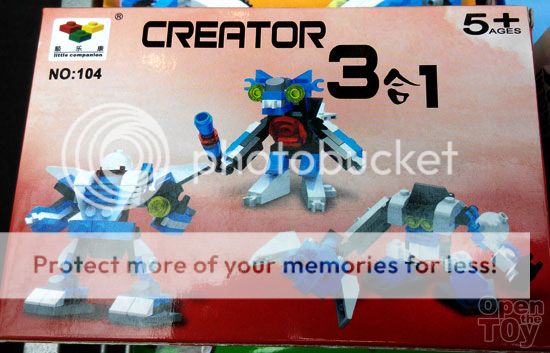 ®
酷乐康
little companion
NO:104
CREATOR
3合1
5+
AGES
photobucket
Protect more of your memories for less!
Open
the
Toy